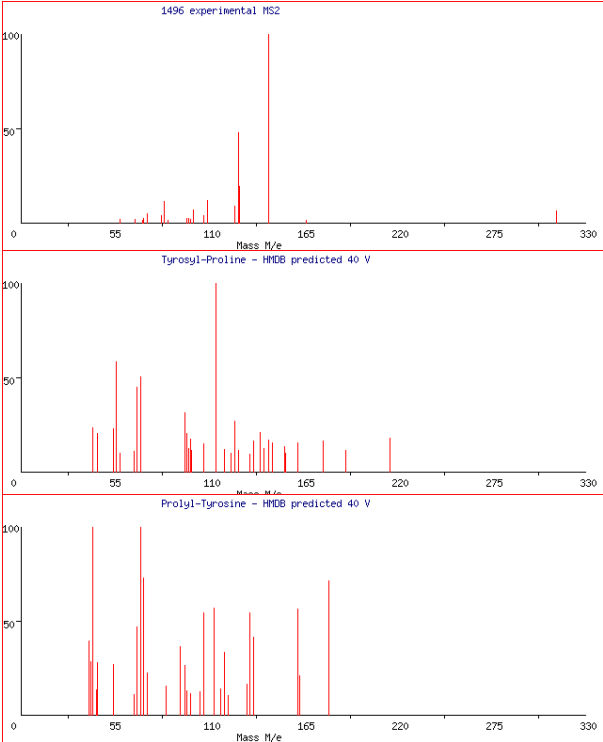 1496 experimental MS2
100
50
0 55 110 165 220 275 330
Mass M/e
Tyrosyl-Proline - HMDB predicted 40 V
100
50
0 55 110 165 220 275 330
Mass M/e
Prolyl-Tyrosine - HMDB predicted 40 V
100
50
0 55 110 165 220 275 330
Mass M/e